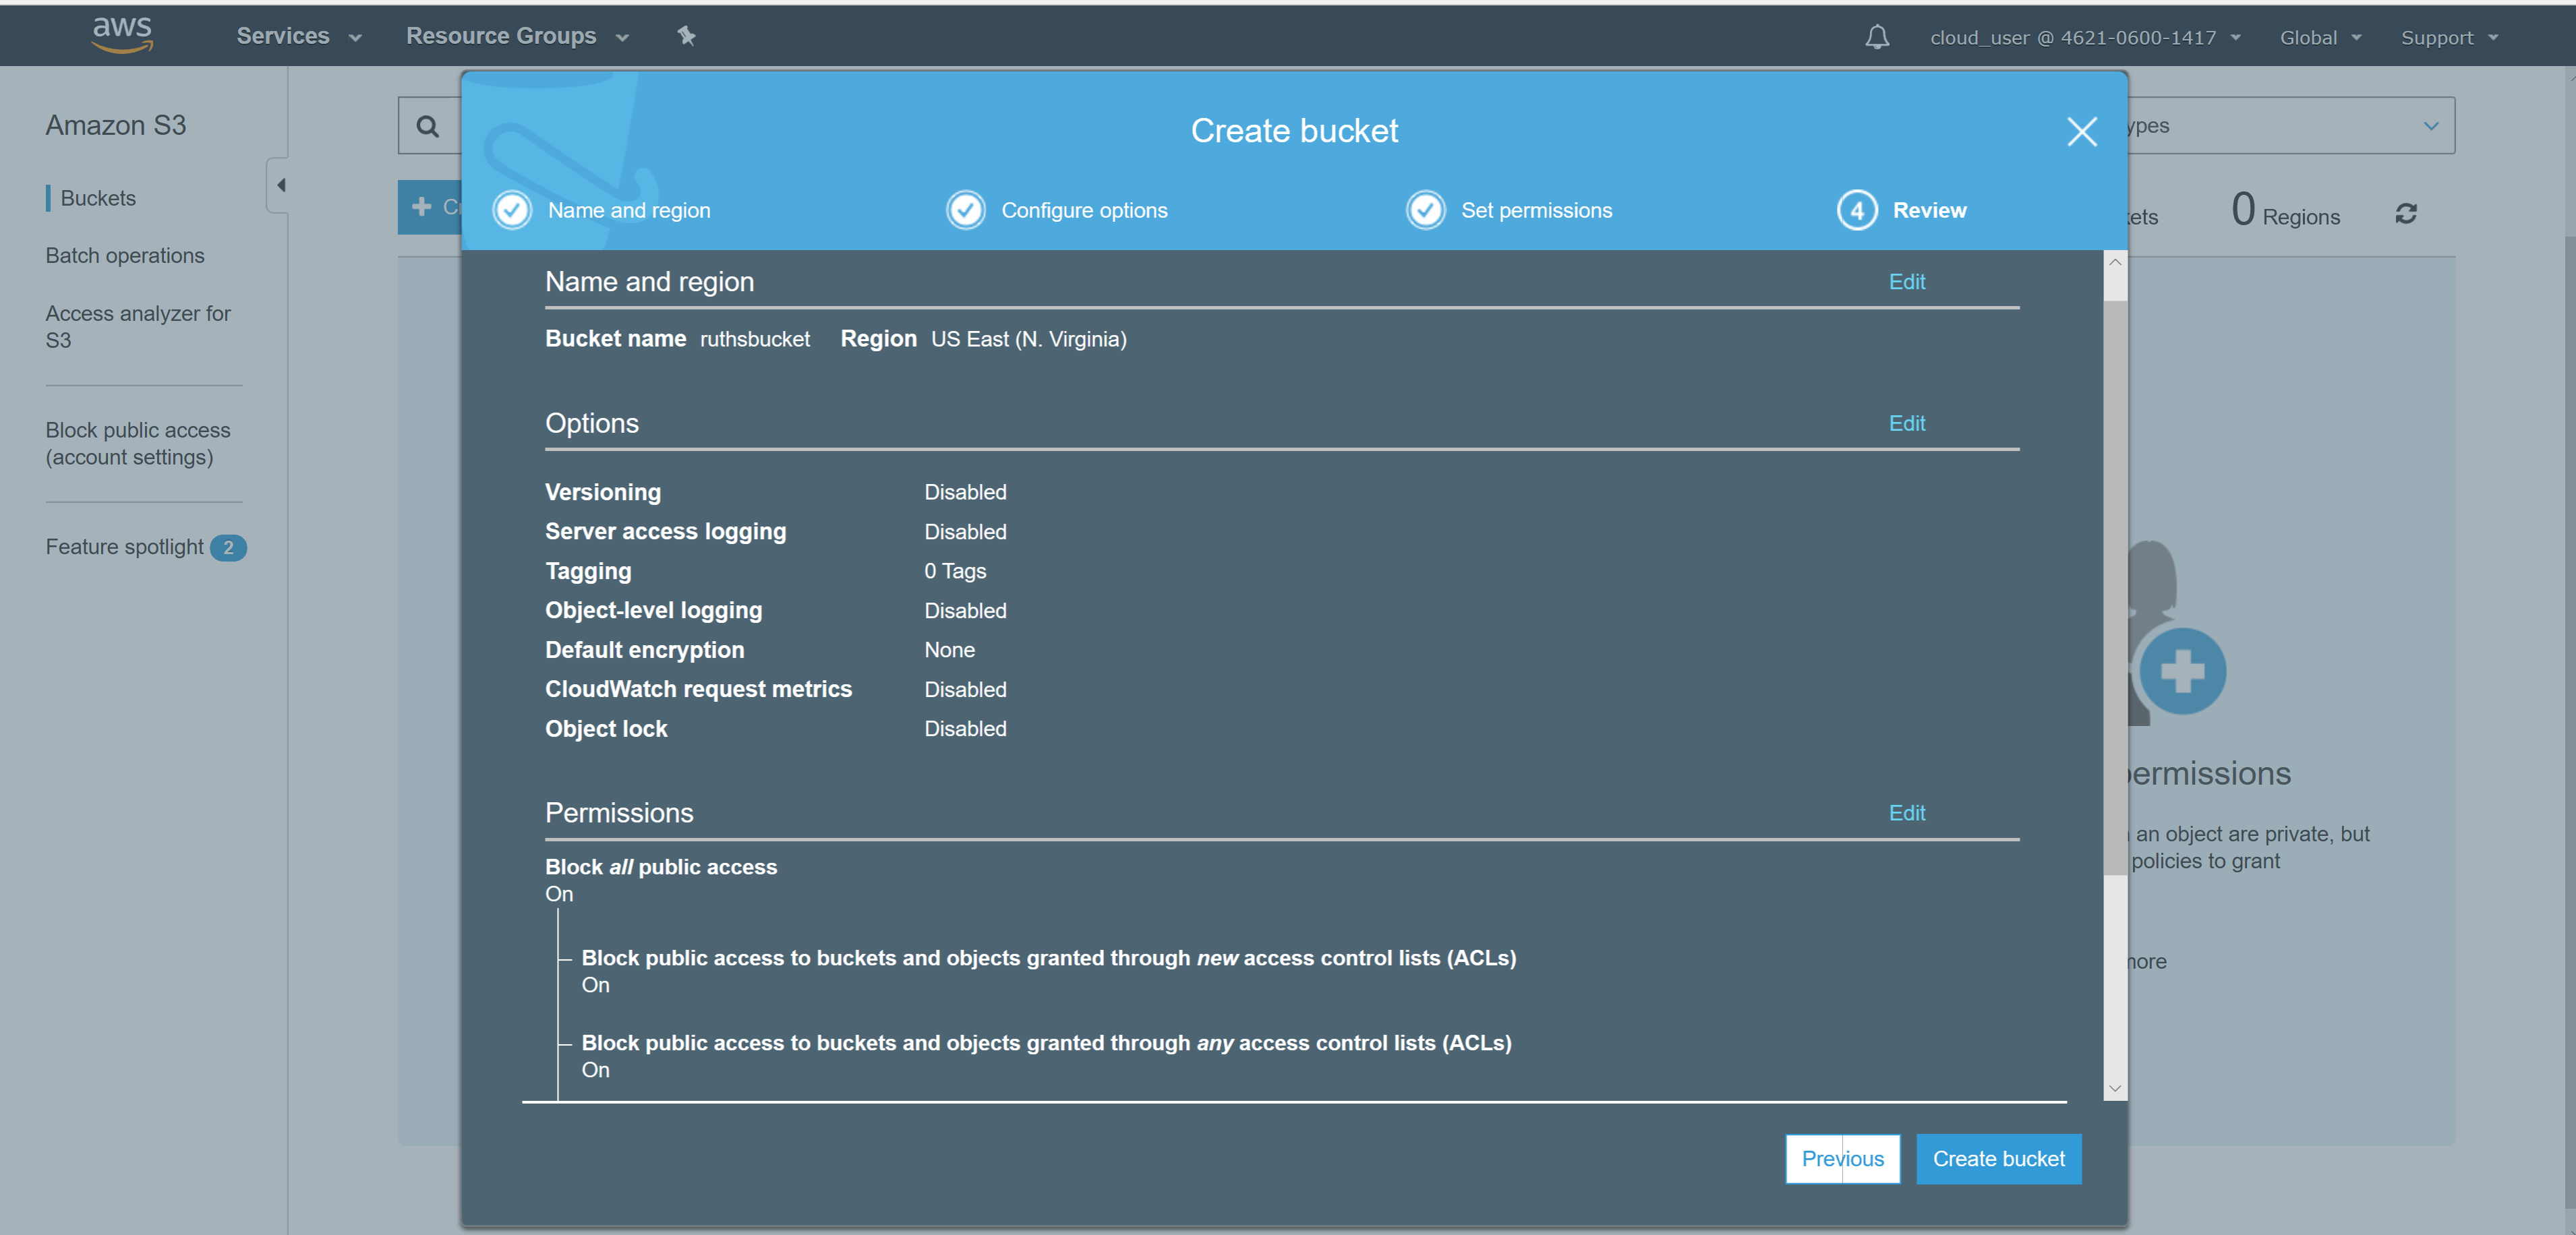 aws
Services
Resource Groups
cloud_user @ 4621-0600-1417
Global
Support
Amazon S3
Buckets
Batch operations
Access analyzer for
S3
Block public access
(account settings)
Feature spotlight 2
Create bucket
Name and region
Configure options
Set permissions
4 Review
0 Regions
Name and region Edit
Bucket name ruthsbucket Region US East (N. Virginia)
Options Edit
Versioning Disabled
Server access logging Disabled
Tagging 0 Tags
Object-level logging Disabled
Default encryption None
CloudWatch request metrics Disabled
Object lock Disabled
Permissions Edit
Block all public access
On
Block public access to buckets and objects granted through new access control lists (ACLs)
On
Block public access to buckets and objects granted through any access control lists (ACLs)
On
Previous
Create bucket
an object are private, but
policies to grant